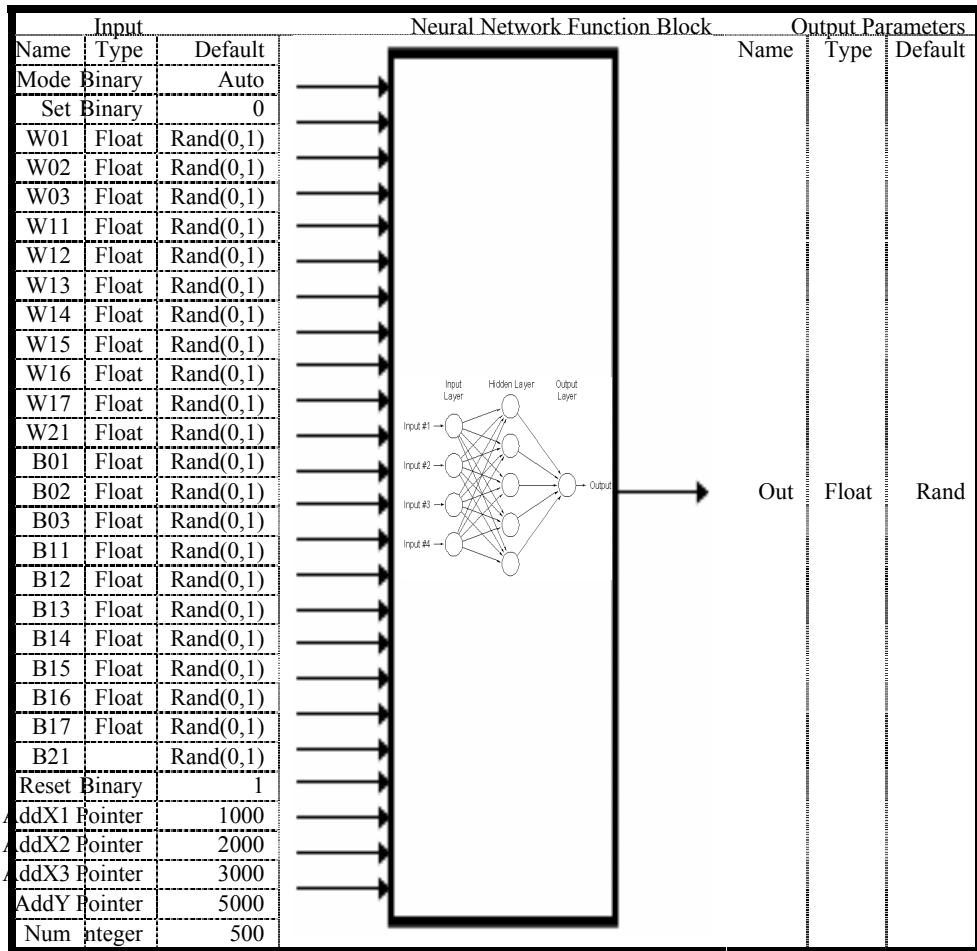 Input Neural Network Function Block Output Parameters
Name Type Default Name Type Default
Mode Binary Auto
Set Binary 0
W01 Float Rand(0,1)
W02 Float Rand(0,1)
W03 Float Rand(0,1)
W11 Float Rand(0,1)
W12 Float Rand(0,1)
W13 Float Rand(0,1)
W14 Float Rand(0,1)
W15 Float Rand(0,1)
W16 Float Rand(0,1)
W17 Float Rand(0,1)
W21 Float Rand(0,1)
B01 Float Rand(0,1)
B02 Float Rand(0,1)
B03 Float Rand(0,1)
B11 Float Rand(0,1)
B12 Float Rand(0,1)
B13 Float Rand(0,1)
B14 Float Rand(0,1)
B15 Float Rand(0,1)
B16 Float Rand(0,1)
B17 Float Rand(0,1)
B21 Rand(0,1)
Reset Binary 1
AddX1 Pointer 1000
AddX2 Pointer 2000
AddX3 Pointer 3000
AddY Pointer 5000
Num nteger 500
Input Hidden Layer Output
Layer Layer
Input #1
Input #2
Input #3
Input #4
Output
Out Float Rand